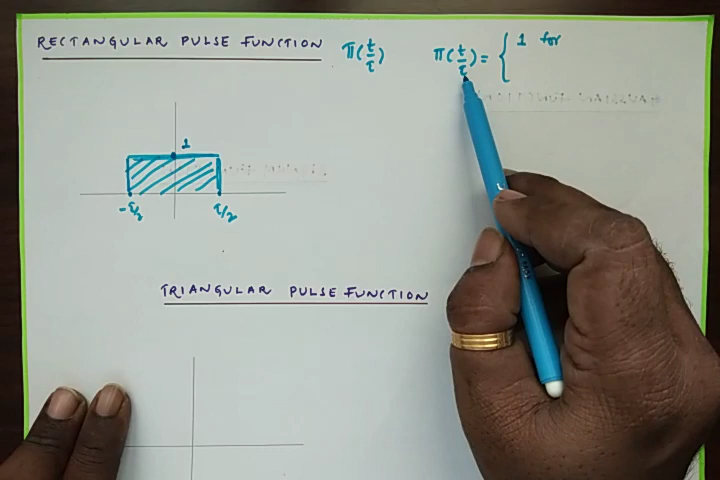 RECTANGULAR PULSE FUNCTION π(t/τ) π(t/τ) = { 1 for
1
-τ/2 τ/2
TRIANGULAR PULSE FUNCTION